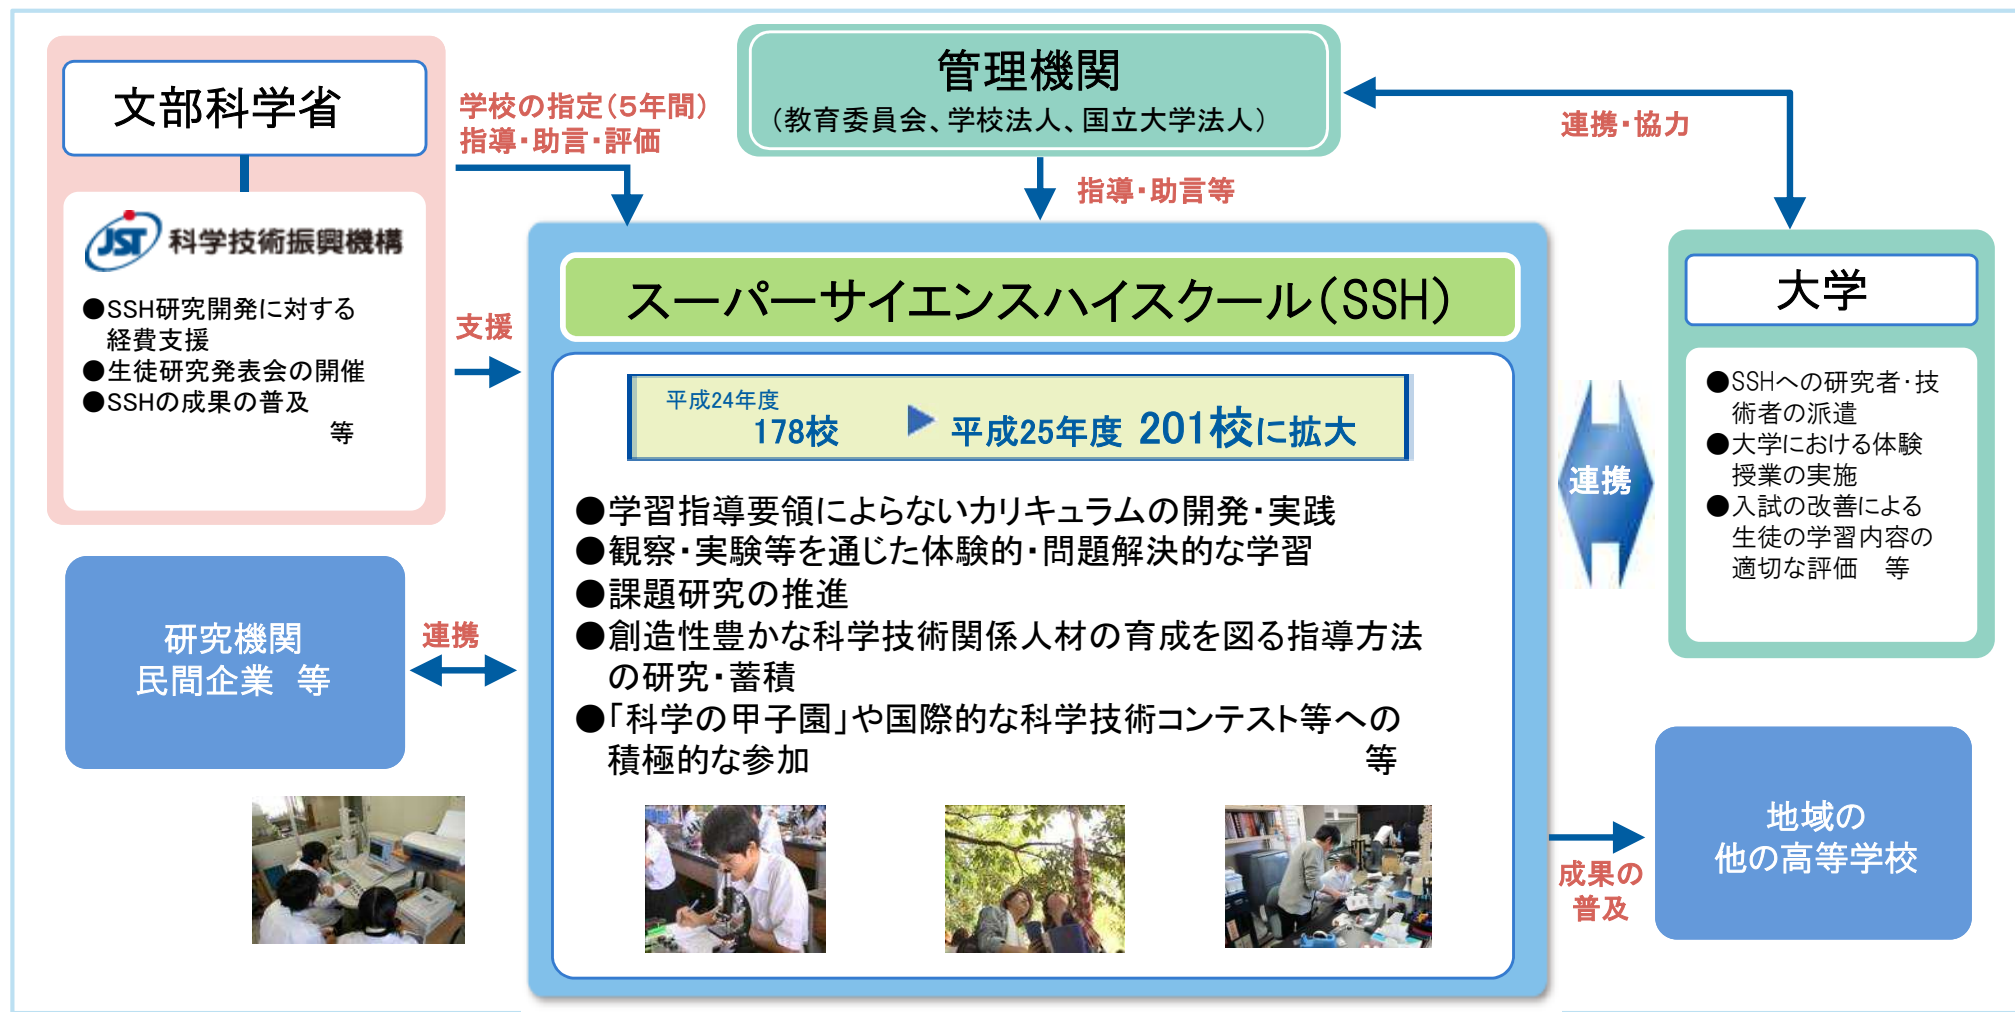 文部科学省
学校の指定(5年間)
指導・助言・評価
管理機関
(教育委員会、学校法人、国立大学法人)
連携・協力
指導・助言等
JST 科学技術振興機構
●SSH研究開発に対する
経費支援
●生徒研究発表会の開催
●SSHの成果の普及
等
支援
スーパーサイエンスハイスクール(SSH)
平成24年度
178校
平成25年度 201校に拡大
●学習指導要領によらないカリキュラムの開発・実践
●観察・実験等を通じた体験的・問題解決的な学習
●課題研究の推進
●創造性豊かな科学技術関係人材の育成を図る指導方法
の研究・蓄積
●「科学の甲子園」や国際的な科学技術コンテスト等への
積極的な参加 等
連携
大学
●SSHへの研究者・技
術者の派遣
●大学における体験
授業の実施
●入試の改善による
生徒の学習内容の
適切な評価 等
研究機関
民間企業 等
連携
成果の
普及
地域の
他の高等学校